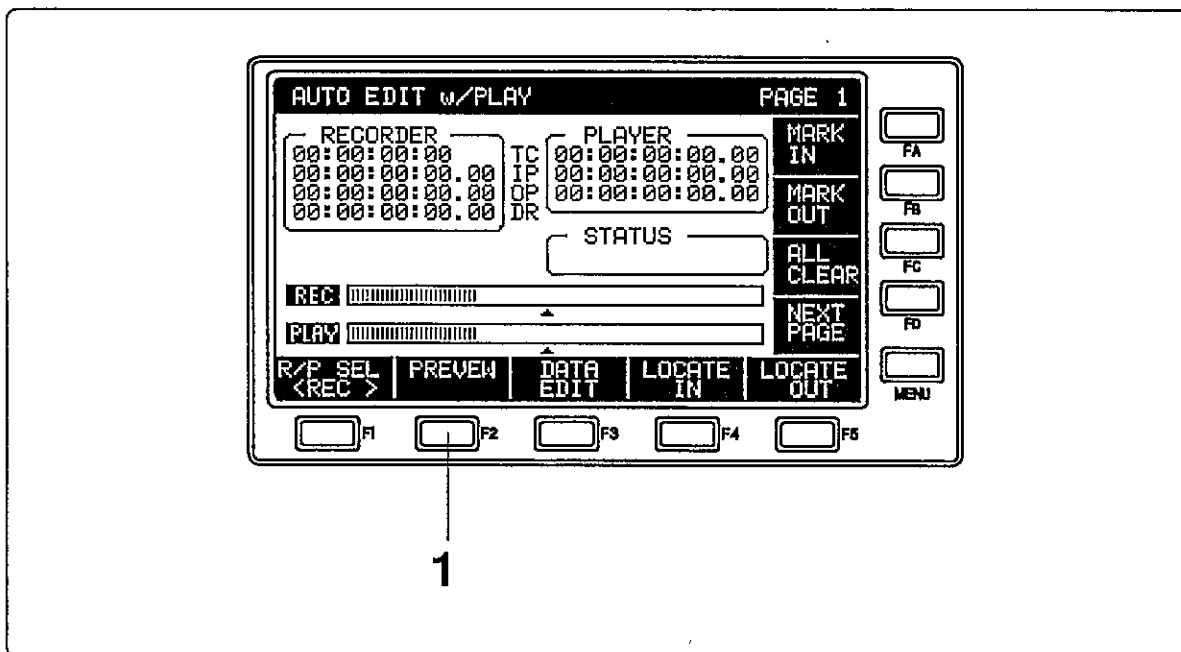 AUTO EDIT w/PLAY PAGE 1
RECORDER PLAYER
00:00:00:00 TC 00:00:00:00.00
00:00:00:00.00 IP 00:00:00:00.00
00:00:00:00.00 OP 00:00:00:00.00
00:00:00:00.00 DR
STATUS
REC
PLAY
MARK
IN
MARK
OUT
ALL
CLEAR
NEXT
PAGE
FA
FB
FC
FD
MENU
R/P SEL
<REC >
PREVEW
DATA
EDIT
LOCATE
IN
LOCATE
OUT
F1 F2 F3 F4 F5
1